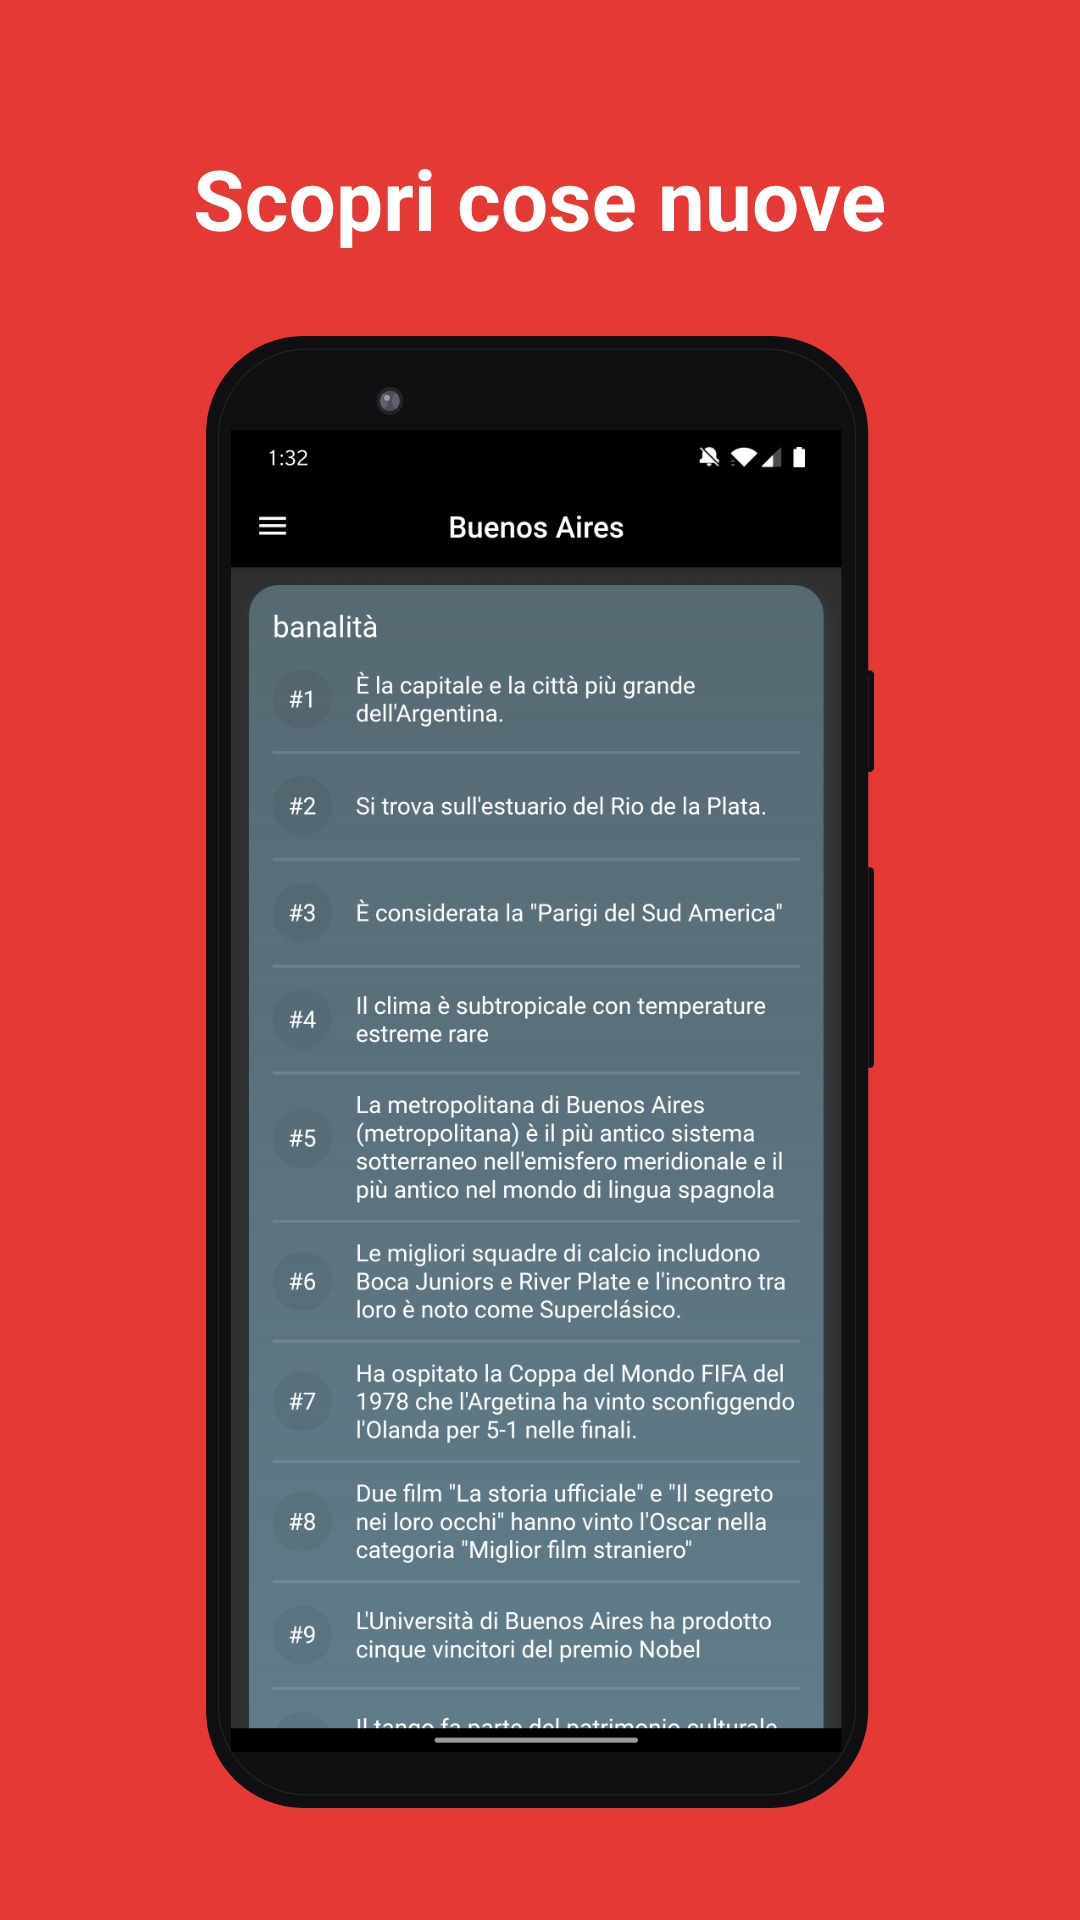 Scopri cose nuove
1:32
Buenos Aires
banalità
#1
È la capitale e la città più grande
dell'Argentina.
#2
Si trova sull'estuario del Rio de la Plata.
#3
È considerata la "Parigi del Sud America"
#4
Il clima è subtropicale con temperature
estreme rare
#5
La metropolitana di Buenos Aires
(metropolitana) è il più antico sistema
sotterraneo nell'emisfero meridionale e il
più antico nel mondo di lingua spagnola
#6
Le migliori squadre di calcio includono
Boca Juniors e River Plate e l'incontro tra
loro è noto come Superclásico.
#7
Ha ospitato la Coppa del Mondo FIFA del
1978 che l'Argetina ha vinto sconfiggendo
l'Olanda per 5-1 nelle finali.
#8
Due film "La storia ufficiale" e "Il segreto
nei loro occhi" hanno vinto l'Oscar nella
categoria "Miglior film straniero"
#9
L'Università di Buenos Aires ha prodotto
cinque vincitori del premio Nobel
Il tango fa parte del patrimonio culturale